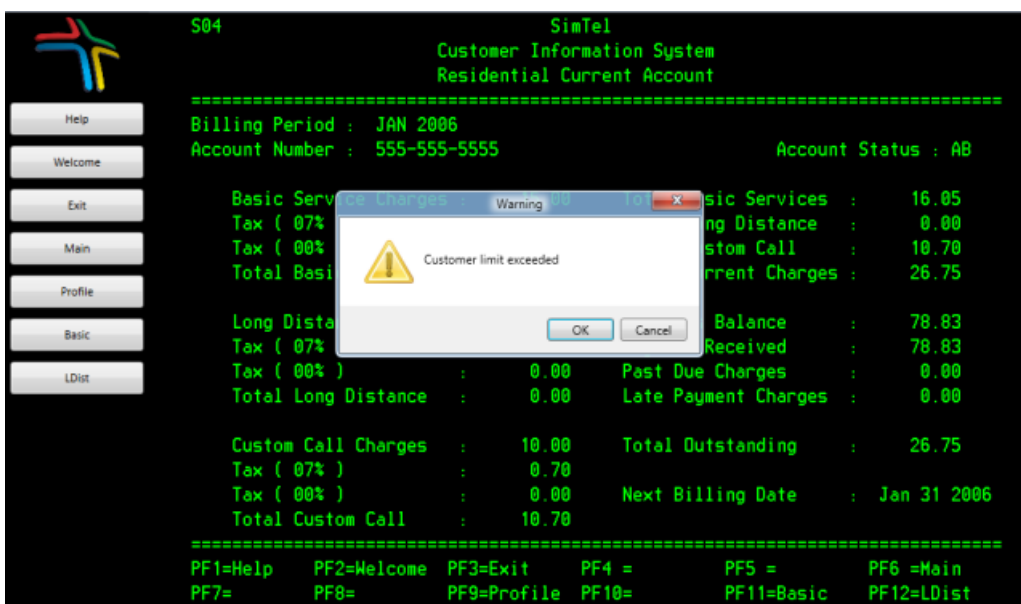 S04 SimTel
Customer Information System
Residential Current Account
================================================================================
Help
Welcome
Exit
Main
Profile
Basic
LDist
Billing Period : JAN 2006
Account Number : 555-555-5555 Account Status : AB
Basic Service Charges : 00 Tot sic Services : 16.05
Tax ( 07% ng Distance : 0.00
Tax ( 00% stom Call : 10.70
Total Basi rrent Charges : 26.75
Warning
Customer limit exceeded
OK Cancel
Long Dista Balance : 78.83
Tax ( 07% Received : 78.83
Tax ( 00% ) : 0.00 Past Due Charges : 0.00
Total Long Distance : 0.00 Late Payment Charges : 0.00
Custom Call Charges : 10.00 Total Outstanding : 26.75
Tax ( 07% ) : 0.70
Tax ( 00% ) : 0.00 Next Billing Date : Jan 31 2006
Total Custom Call : 10.70
================================================================================
PF1=Help PF2=Welcome PF3=Exit PF4 = PF5 = PF6 =Main
PF7= PF8= PF9=Profile PF10= PF11=Basic PF12=LDist